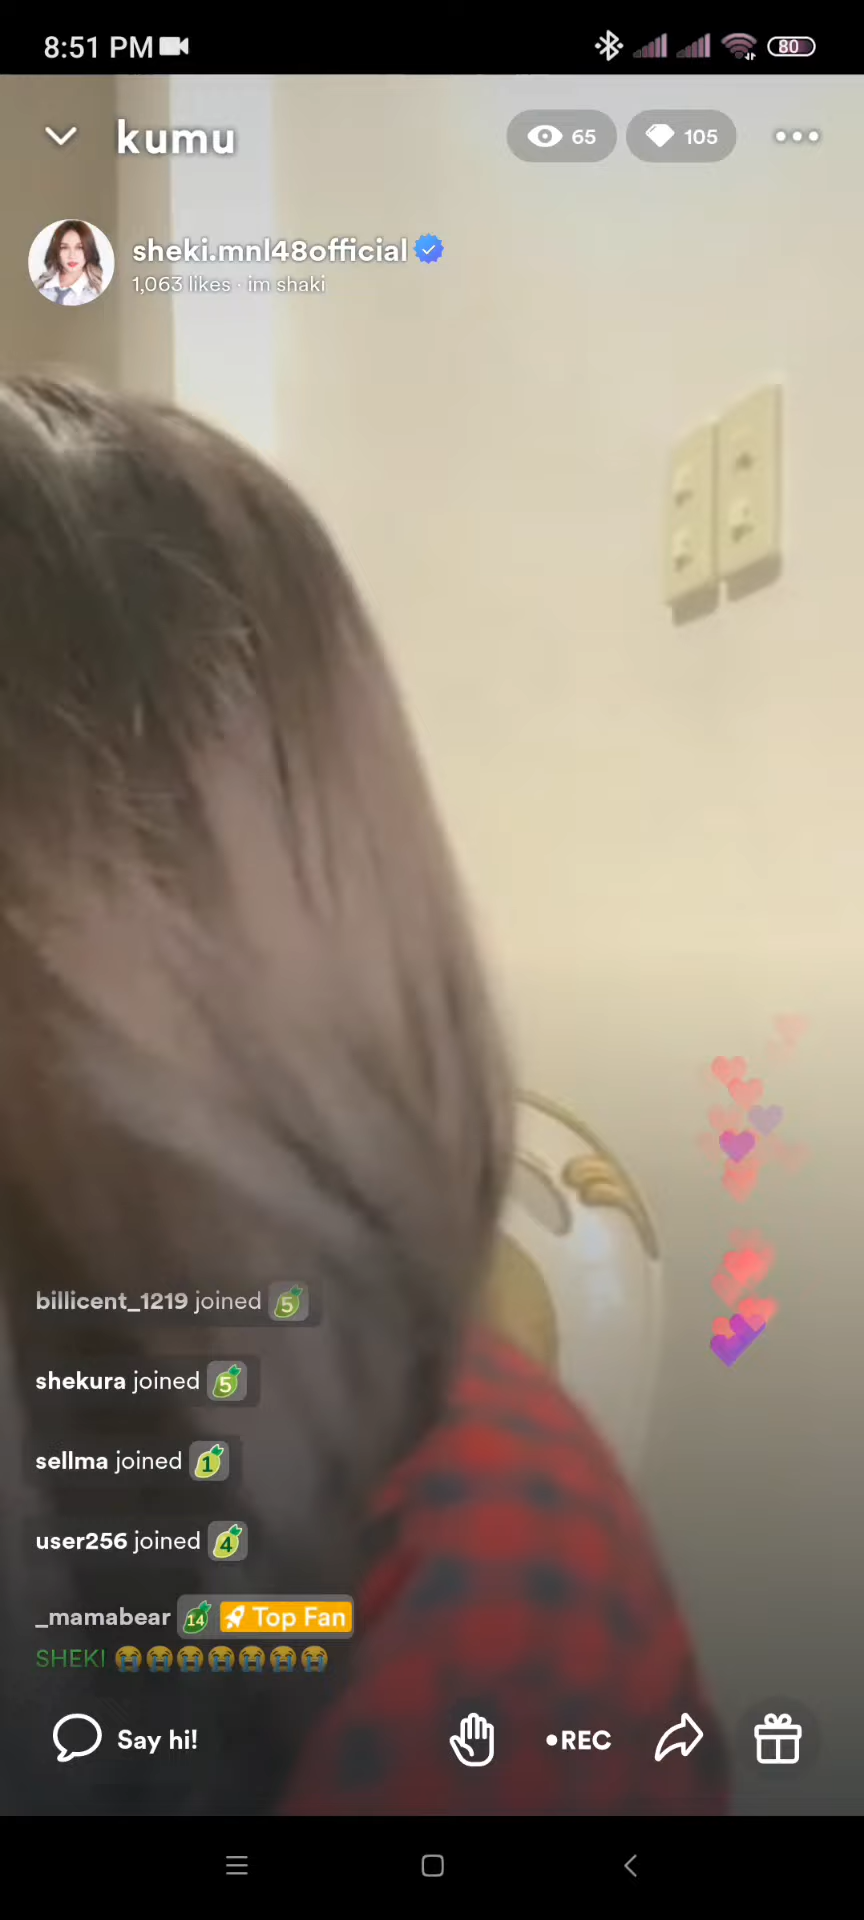 8:51 PM
80
kumu
65
105
sheki.mnl48official
1,063 likes · im shaki
billicent_1219 joined 5
shekura joined 5
sellma joined 1
user256 joined 4
_mamabear 14 Top Fan
SHEKI 😭😭😭😭😭😭😭
Say hi!
•REC